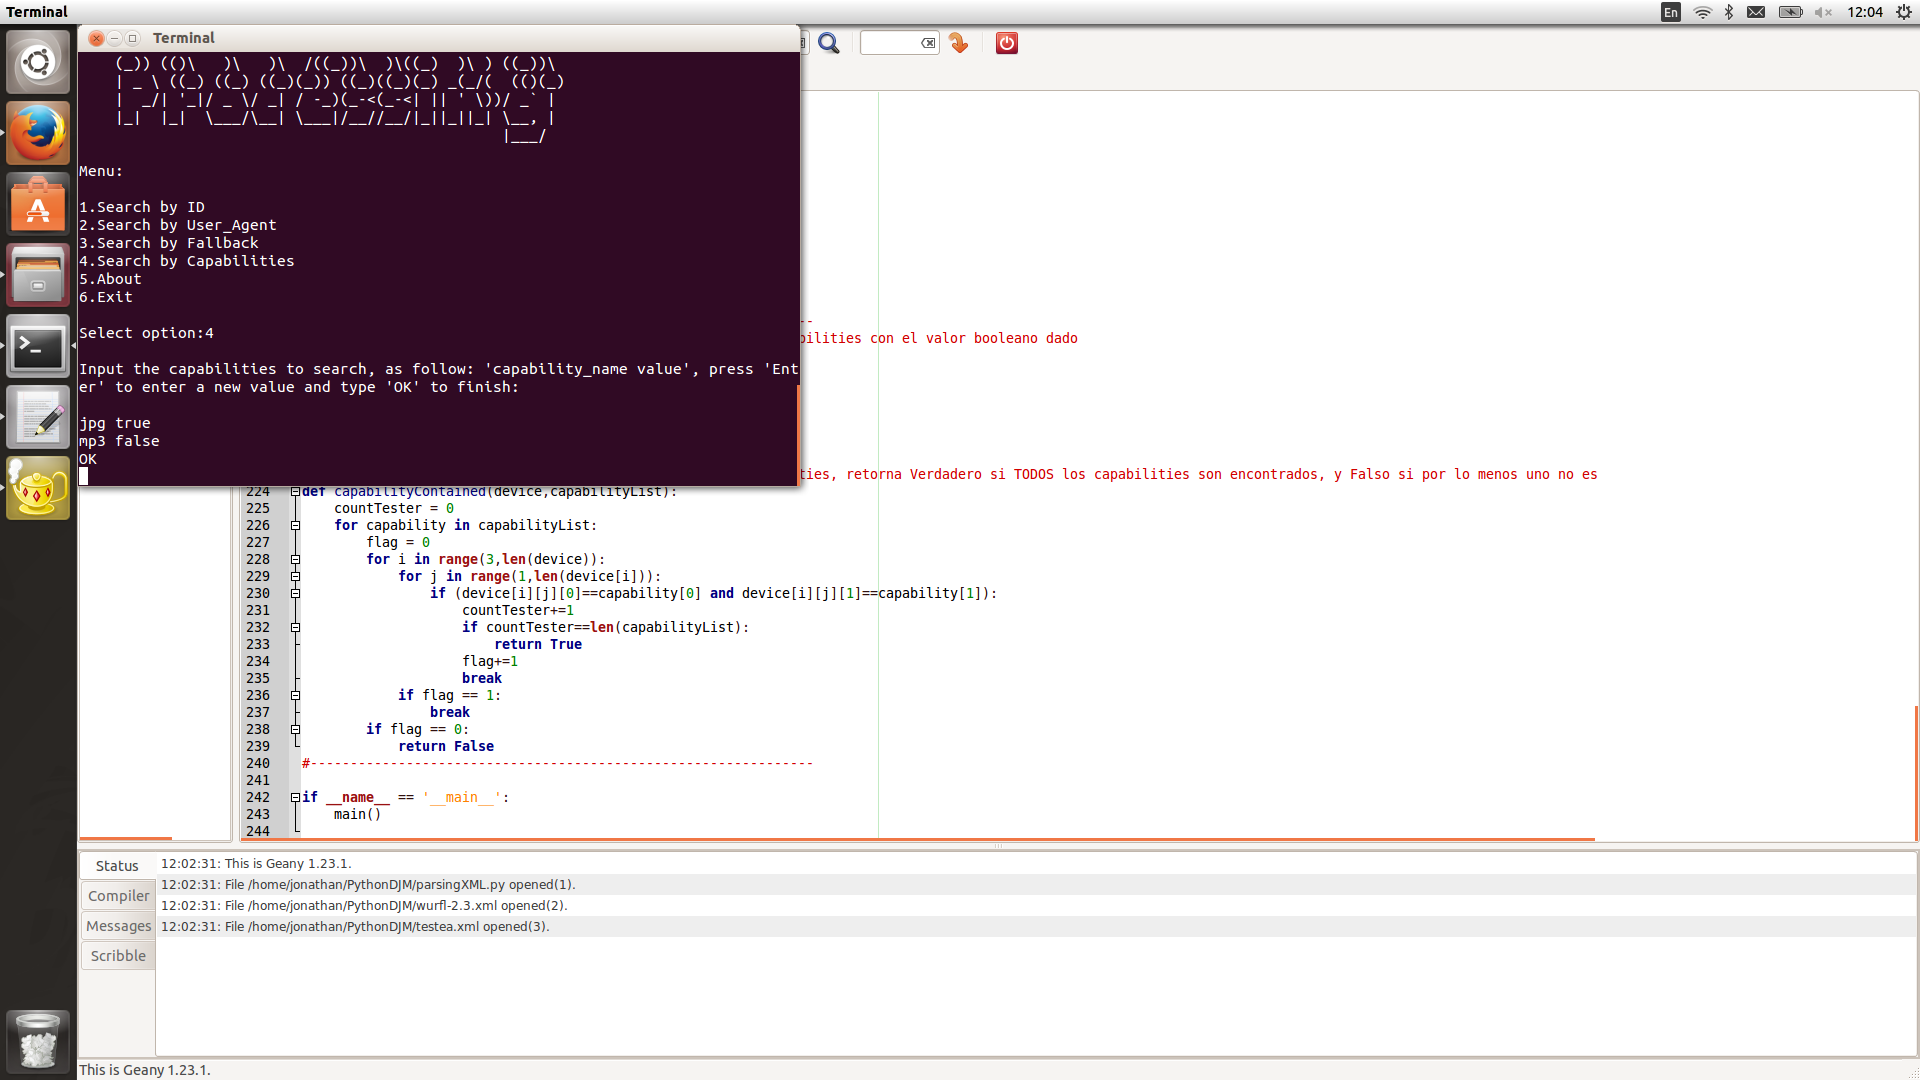 Terminal
En
12:04
Terminal
(_)) (()\   )\   )\  /((_))\  )\((_)  )\ ) ((_))\
| _ \ ((_) ((_) ((_)(_)) ((_)((_)(_) _(_/(  (()(_)
|  _/| '_|/ _ \/ _| / -_)(_-<(_-<| || ' \))/ _` |
|_|  |_|  \___/\__| \___|/__//__/|_||_||_| \__, |
|___/
Menu:
1.Search by ID
2.Search by User_Agent
3.Search by Fallback
4.Search by Capabilities
5.About
6.Exit
Select option:4
Input the capabilities to search, as follow: 'capability_name value', press 'Ent
er' to enter a new value and type 'OK' to finish:
jpg true
mp3 false
OK
--
bilities con el valor booleano dado
ties, retorna Verdadero si TODOS los capabilities son encontrados, y Falso si por lo menos uno no es
224 def capabilityContained(device,capabilityList):
225     countTester = 0
226     for capability in capabilityList:
227         flag = 0
228         for i in range(3,len(device)):
229             for j in range(1,len(device[i])):
230                 if (device[i][j][0]==capability[0] and device[i][j][1]==capability[1]):
231                     countTester+=1
232                     if countTester==len(capabilityList):
233                         return True
234                     flag+=1
235                     break
236             if flag == 1:
237                 break
238         if flag == 0:
239             return False
240 #---------------------------------------------------------------
241
242 if __name__ == '__main__':
243     main()
244
Status
Compiler
Messages
Scribble
12:02:31: This is Geany 1.23.1.
12:02:31: File /home/jonathan/PythonDJM/parsingXML.py opened(1).
12:02:31: File /home/jonathan/PythonDJM/wurfl-2.3.xml opened(2).
12:02:31: File /home/jonathan/PythonDJM/testea.xml opened(3).
This is Geany 1.23.1.